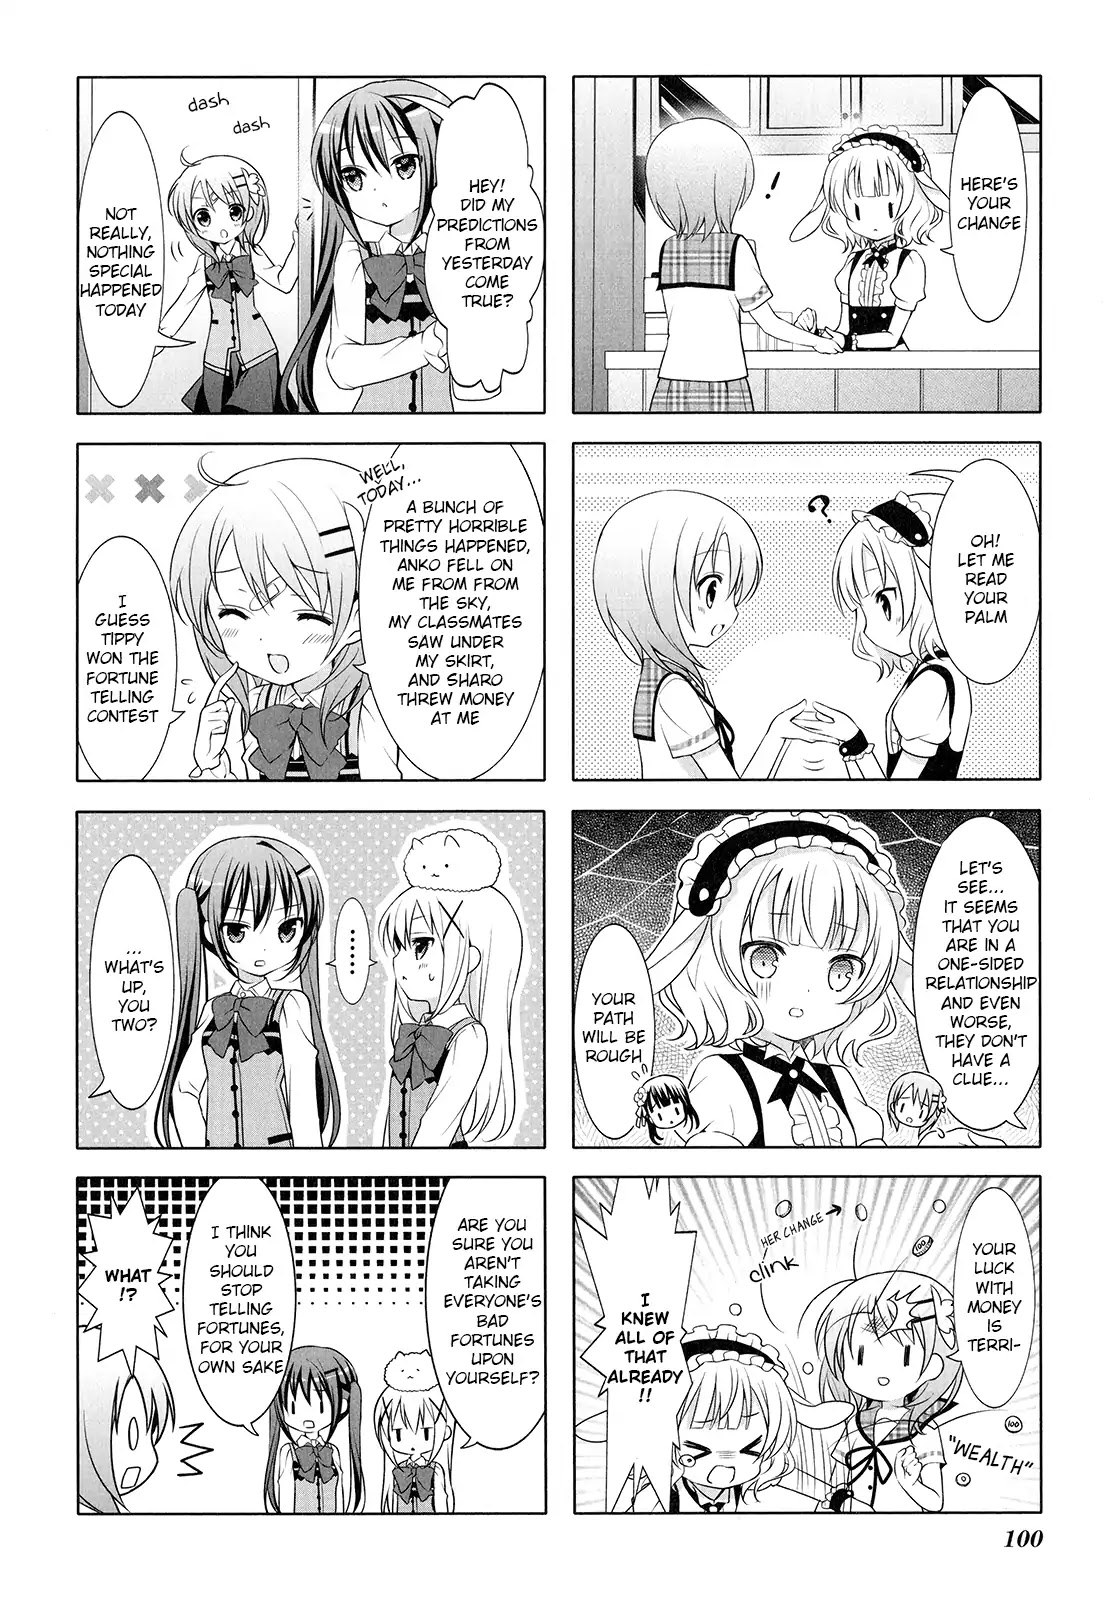 HERE'S
YOUR
CHANGE
!
OH!
LET ME
READ
YOUR
PALM
?
LET'S
SEE...
IT SEEMS
THAT YOU
ARE IN A
ONE-SIDED
RELATIONSHIP
AND EVEN
WORSE,
THEY DON'T
HAVE A
CLUE...
YOUR
PATH
WILL BE
ROUGH
YOUR
LUCK WITH
MONEY
IS
TERRI-
HER CHANGE→
clink
100
100
"WEALTH"
I
KNEW
ALL OF
THAT
ALREADY
!!
HEY!
DID MY
PREDICTIONS
FROM
YESTERDAY
COME
TRUE?
dash
dash
NOT
REALLY,
NOTHING
SPECIAL
HAPPENED
TODAY
WELL,
TODAY...
A BUNCH OF
PRETTY HORRIBLE
THINGS HAPPENED,
ANKO FELL ON
ME FROM FROM
THE SKY,
MY CLASSMATES
SAW UNDER
MY SKIRT,
AND SHARO
THREW MONEY
AT ME
I
GUESS
TIPPY
WON THE
FORTUNE
TELLING
CONTEST
......
...
WHAT'S
UP,
YOU
TWO?
ARE YOU
SURE YOU
AREN'T
TAKING
EVERYONE'S
BAD
FORTUNES
UPON
YOURSELF?
I THINK
YOU
SHOULD
STOP
TELLING
FORTUNES,
FOR YOUR
OWN SAKE
WHAT
!?
100